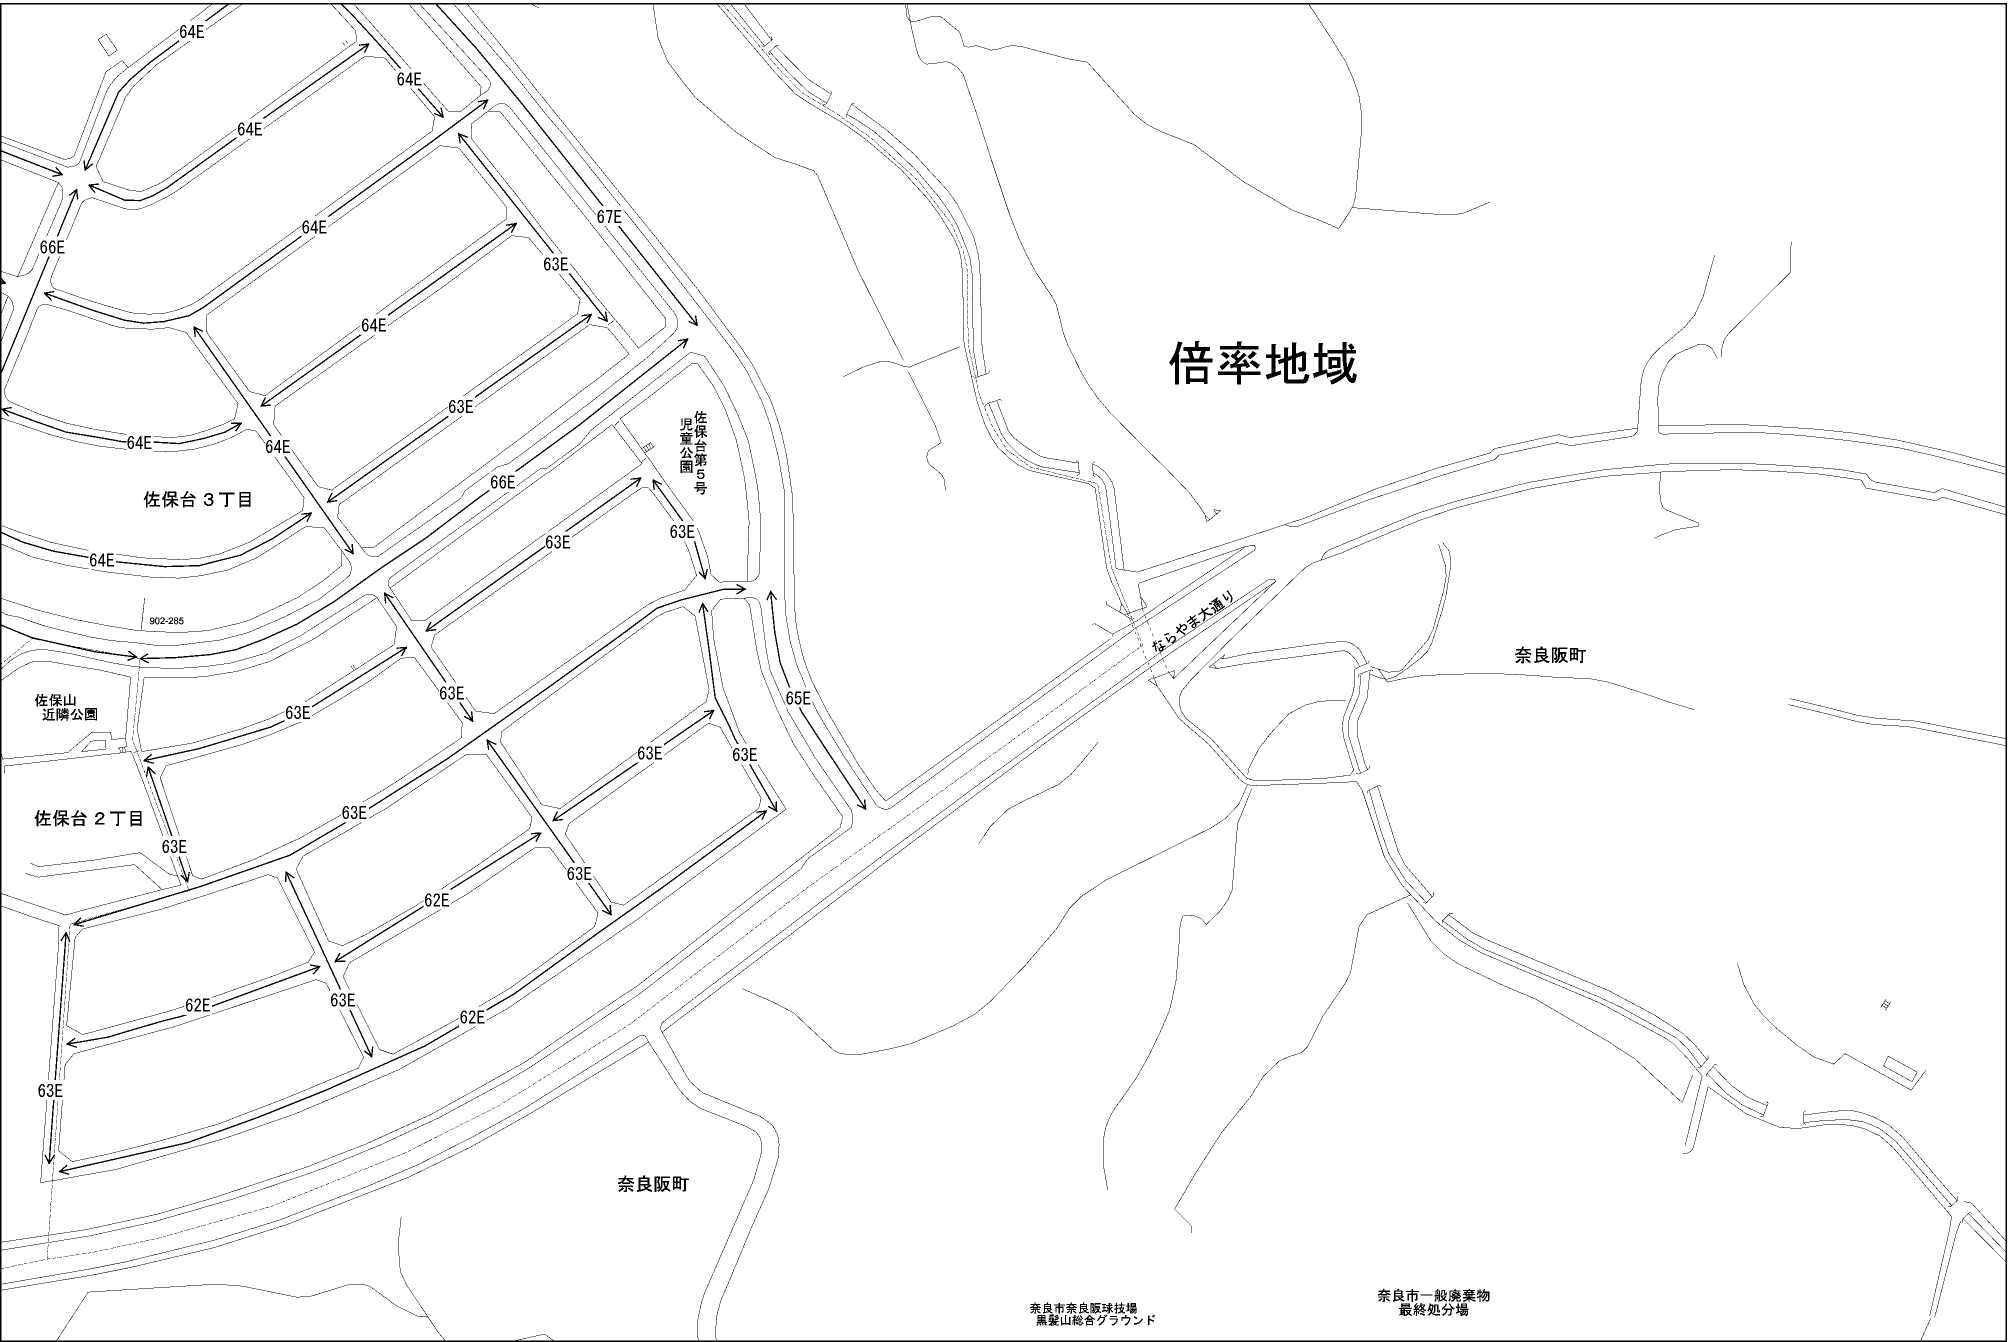 64E
64E
64E
67E
64E
66E
63E
64E
倍率地域
63E
64E
64E
佐保台第5号
児童公園
66E
佐保台3丁目
63E
63E
64E
902-285
ならやま大通り
奈良阪町
63E
65E
佐保山
近隣公園
63E
63E
63E
63E
佐保台2丁目
63E
63E
62E
63E
62E
63E
62E
63E
奈良阪町
奈良市一般廃棄物
最終処分場
奈良市奈良阪球技場
黒髪山総合グラウンド